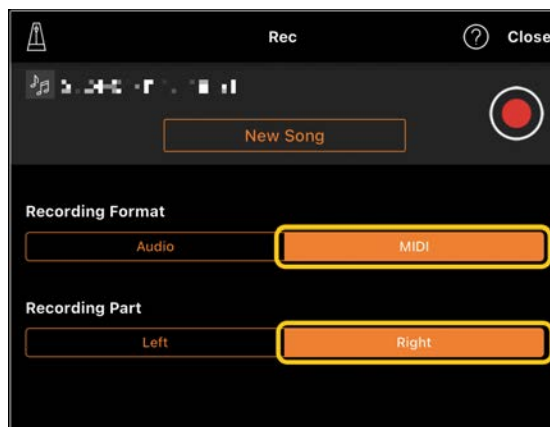 Rec
? Close
New Song
Recording Format
Audio MIDI
Recording Part
Left Right